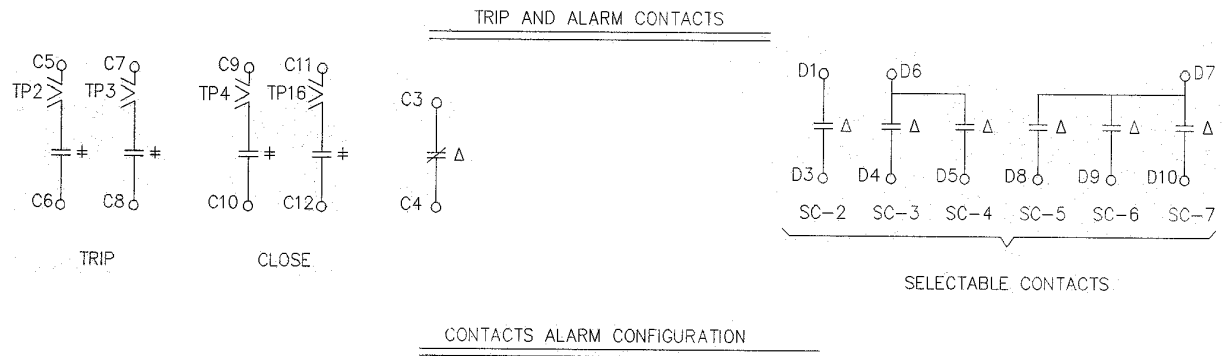 TRIP AND ALARM CONTACTS
C5 C7 C9 C11 D1 D6 D7
TP2 TP3 TP4 TP16
C3
‡ ‡ ‡ ‡ Δ Δ Δ Δ Δ Δ Δ
C6 C8 C10 C12 C4 D3 D4 D5 D8 D9 D10
SC-2 SC-3 SC-4 SC-5 SC-6 SC-7
TRIP CLOSE
SELECTABLE CONTACTS
CONTACTS ALARM CONFIGURATION